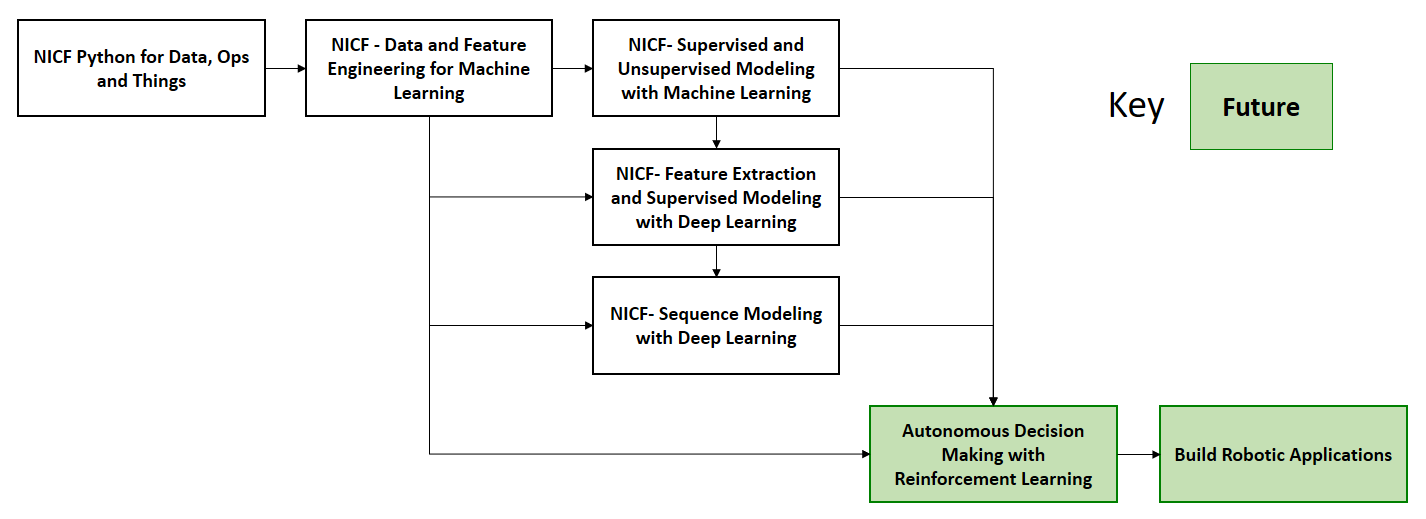 NICF Python for Data, Ops
and Things
NICF - Data and Feature
Engineering for Machine
Learning
NICF- Supervised and
Unsupervised Modeling
with Machine Learning
Key
Future
NICF- Feature Extraction
and Supervised Modeling
with Deep Learning
NICF- Sequence Modeling
with Deep Learning
Autonomous Decision
Making with
Reinforcement Learning
Build Robotic Applications